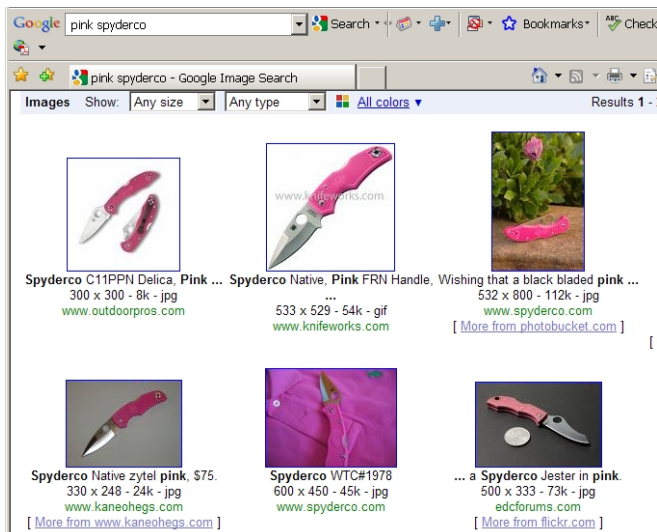 Google pink spyderco Search Bookmarks ABC Check
pink spyderco - Google Image Search
Images Show: Any size Any type All colors ▼ Results 1 -
www.knifeworks.com
Spyderco C11PPN Delica, Pink ...
300 x 300 - 8k - jpg
www.outdoorpros.com
Spyderco Native, Pink FRN Handle,
...
533 x 529 - 54k - gif
www.knifeworks.com
Wishing that a black bladed pink ...
532 x 800 - 112k - jpg
www.spyderco.com
[ More from photobucket.com ]
[
Spyderco Native zytel pink, $75.
330 x 248 - 24k - jpg
www.kaneohegs.com
[ More from www.kaneohegs.com ]
Spyderco WTC#1978
600 x 450 - 45k - jpg
www.spyderco.com
... a Spyderco Jester in pink.
500 x 333 - 73k - jpg
edcforums.com
[ More from flickr.com ]